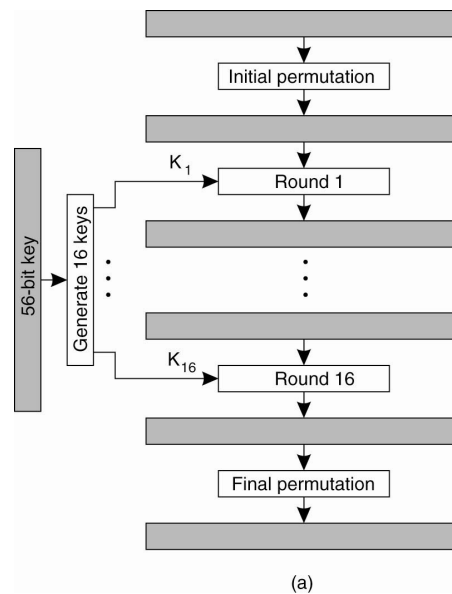 Initial permutation
K1
Round 1
56-bit key
Generate 16 keys
K16
Round 16
Final permutation
(a)